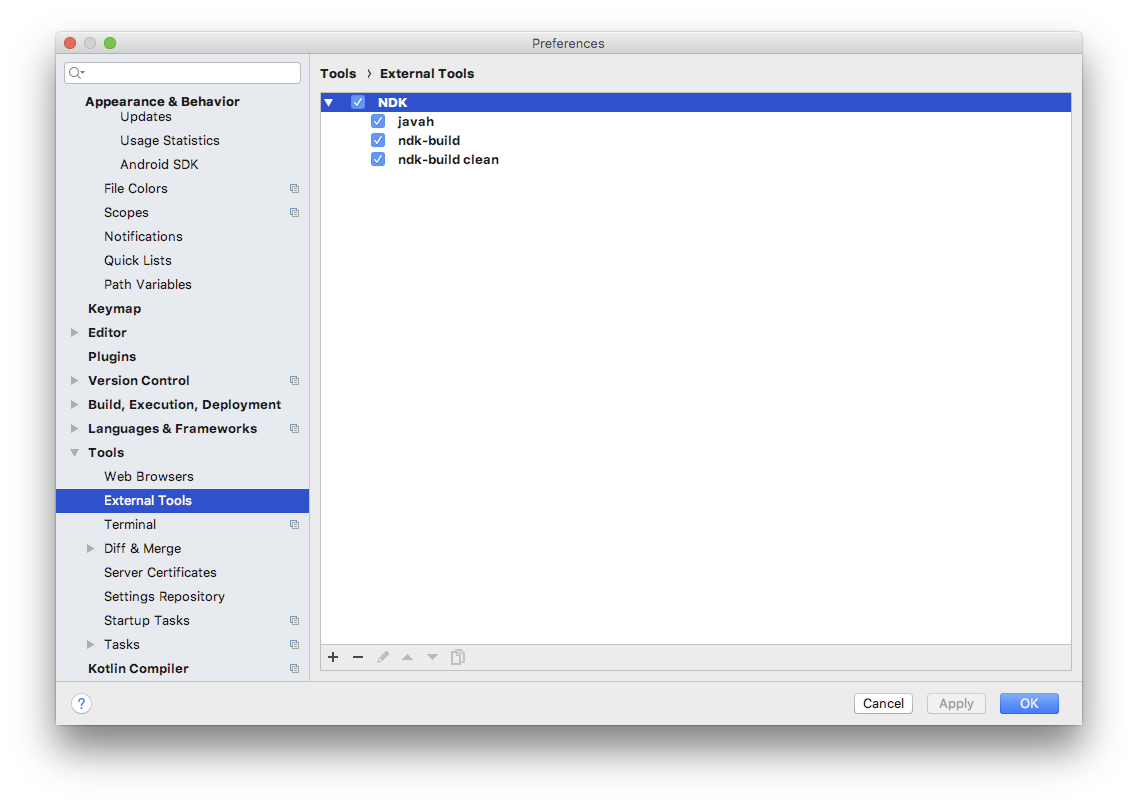 Preferences
Appearance & Behavior
Updates
Usage Statistics
Android SDK
File Colors
Scopes
Notifications
Quick Lists
Path Variables
Keymap
Editor
Plugins
Version Control
Build, Execution, Deployment
Languages & Frameworks
Tools
Web Browsers
External Tools
Terminal
Diff & Merge
Server Certificates
Settings Repository
Startup Tasks
Tasks
Kotlin Compiler
Tools › External Tools
NDK
javah
ndk-build
ndk-build clean
?
Cancel
Apply
OK